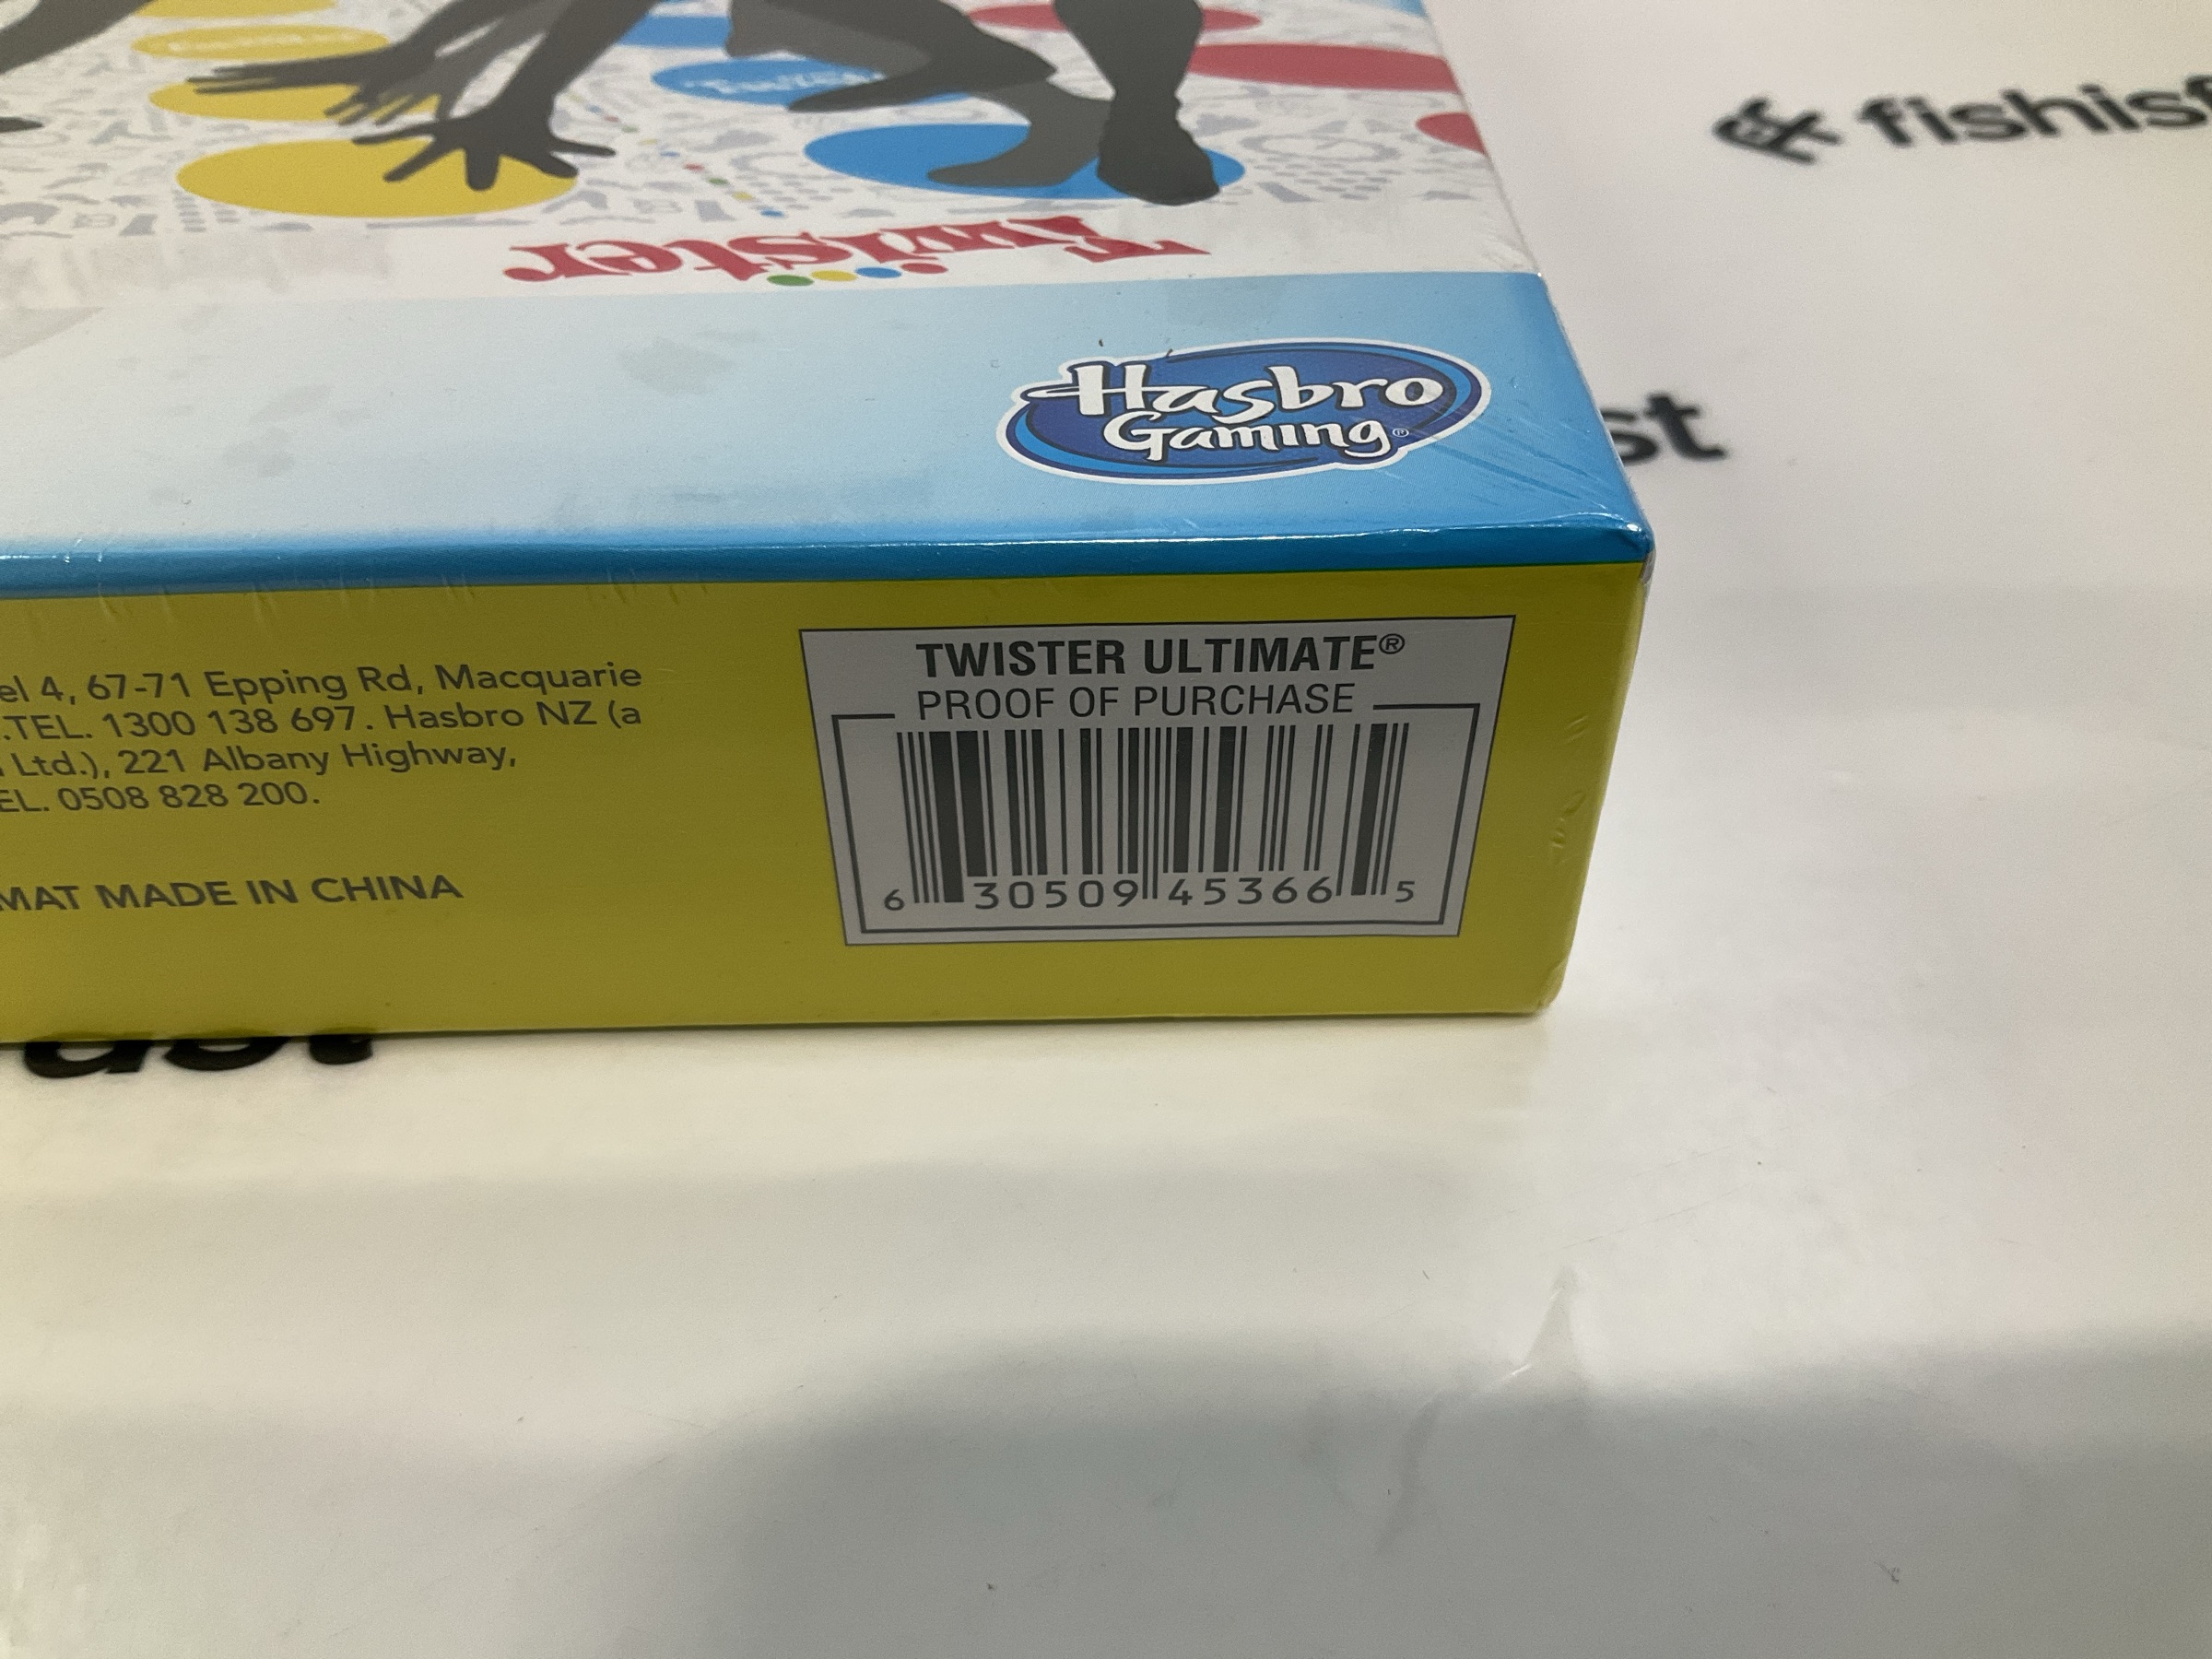 fishisf
Twister
Hasbro
Gaming®
st
TWISTER ULTIMATE®
PROOF OF PURCHASE
6 30509 45366 5
el 4, 67-71 Epping Rd, Macquarie
.TEL. 1300 138 697. Hasbro NZ (a
Ltd.), 221 Albany Highway,
EL. 0508 828 200.
MAT MADE IN CHINA